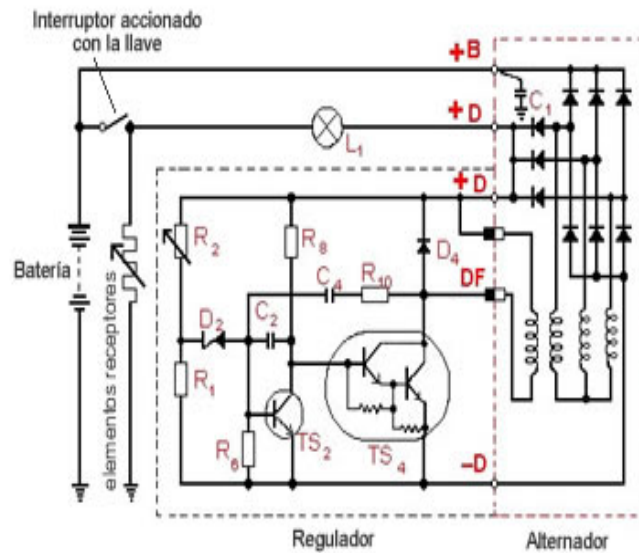 Interruptor accionado
con la llave
+B
C1
+D
L1
+D
R2
R8
D4
Batería
elementos receptores
C4
R10
DF
D2
C2
R1
R6
TS2
TS4
–D
Regulador
Alternador